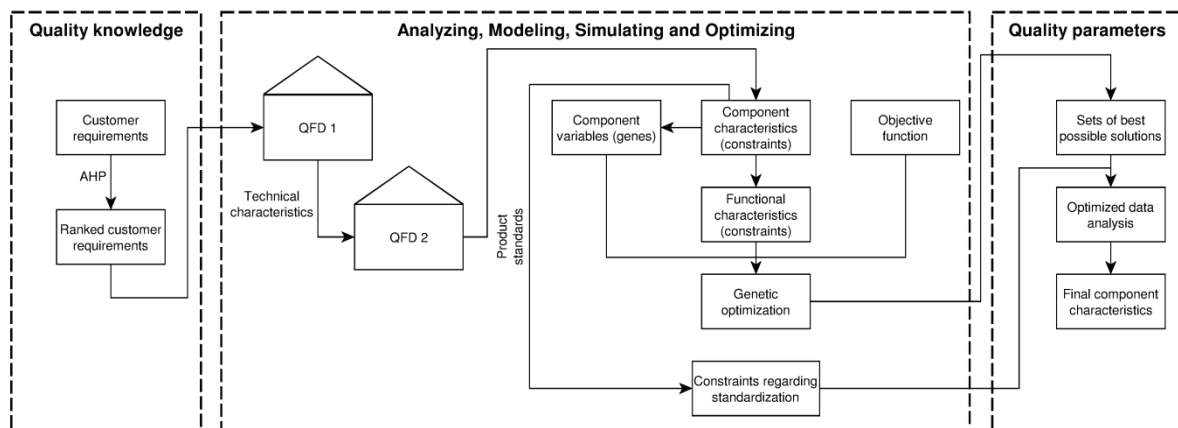 Quality knowledge
Customer
requirements
AHP
Ranked customer
requirements
Analyzing, Modeling, Simulating and Optimizing
QFD 1
Technical
characteristics
QFD 2
Product
standards
Component
variables (genes)
Component
characteristics
(constraints)
Objective
function
Functional
characteristics
(constraints)
Genetic
optimization
Constraints regarding
standardization
Quality parameters
Sets of best
possible solutions
Optimized data
analysis
Final component
characteristics